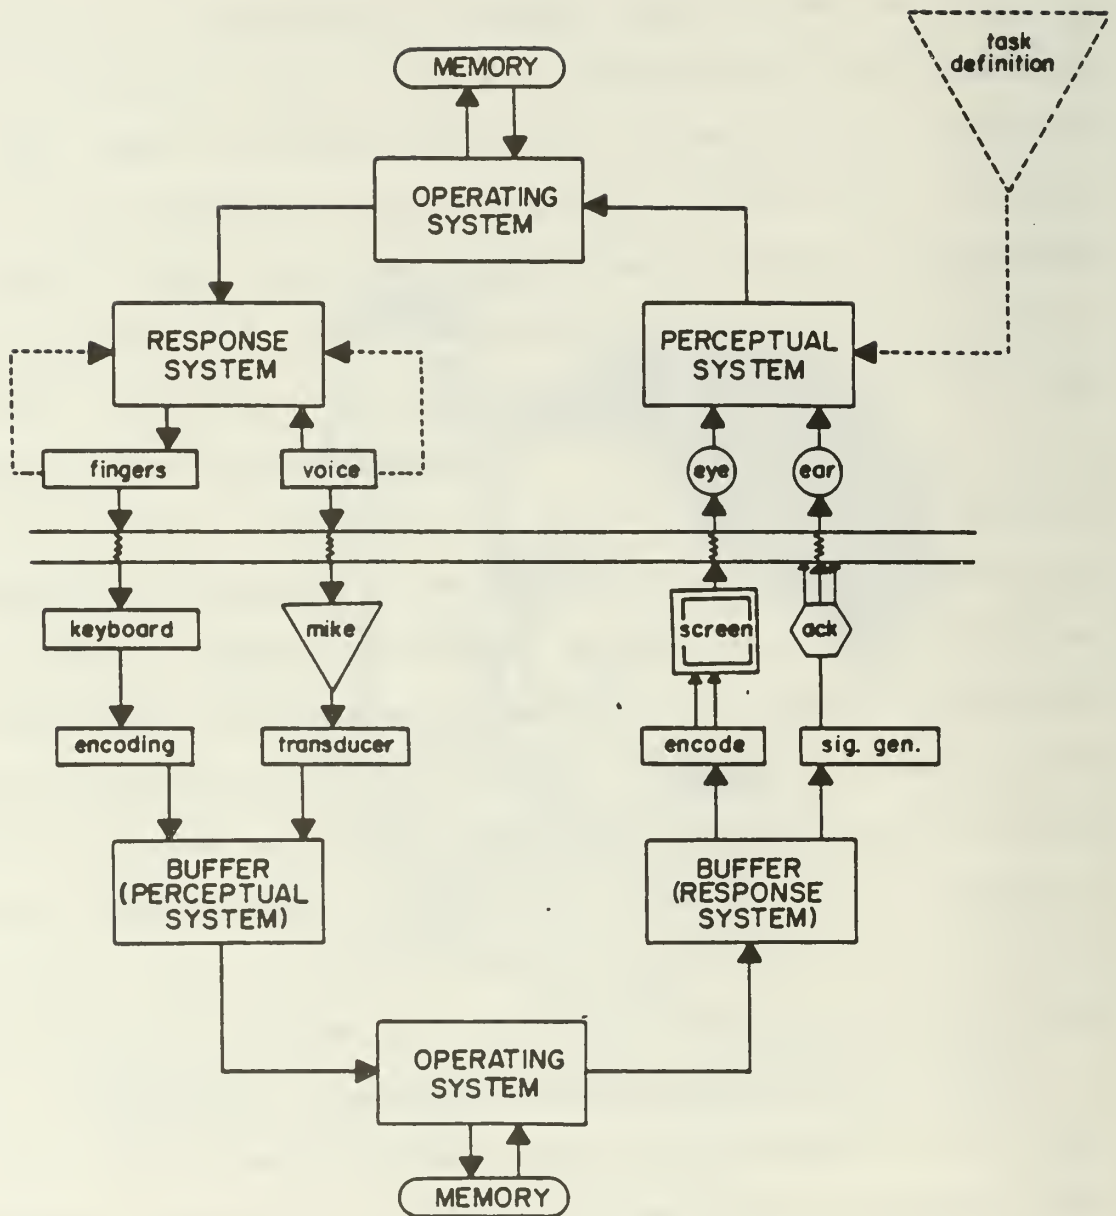 task
definition
MEMORY
OPERATING
SYSTEM
RESPONSE
SYSTEM
PERCEPTUAL
SYSTEM
fingers
voice
eye
ear
keyboard
mike
screen
ack
encoding
transducer
encode
sig. gen.
BUFFER
(PERCEPTUAL
SYSTEM)
BUFFER
(RESPONSE
SYSTEM)
OPERATING
SYSTEM
MEMORY